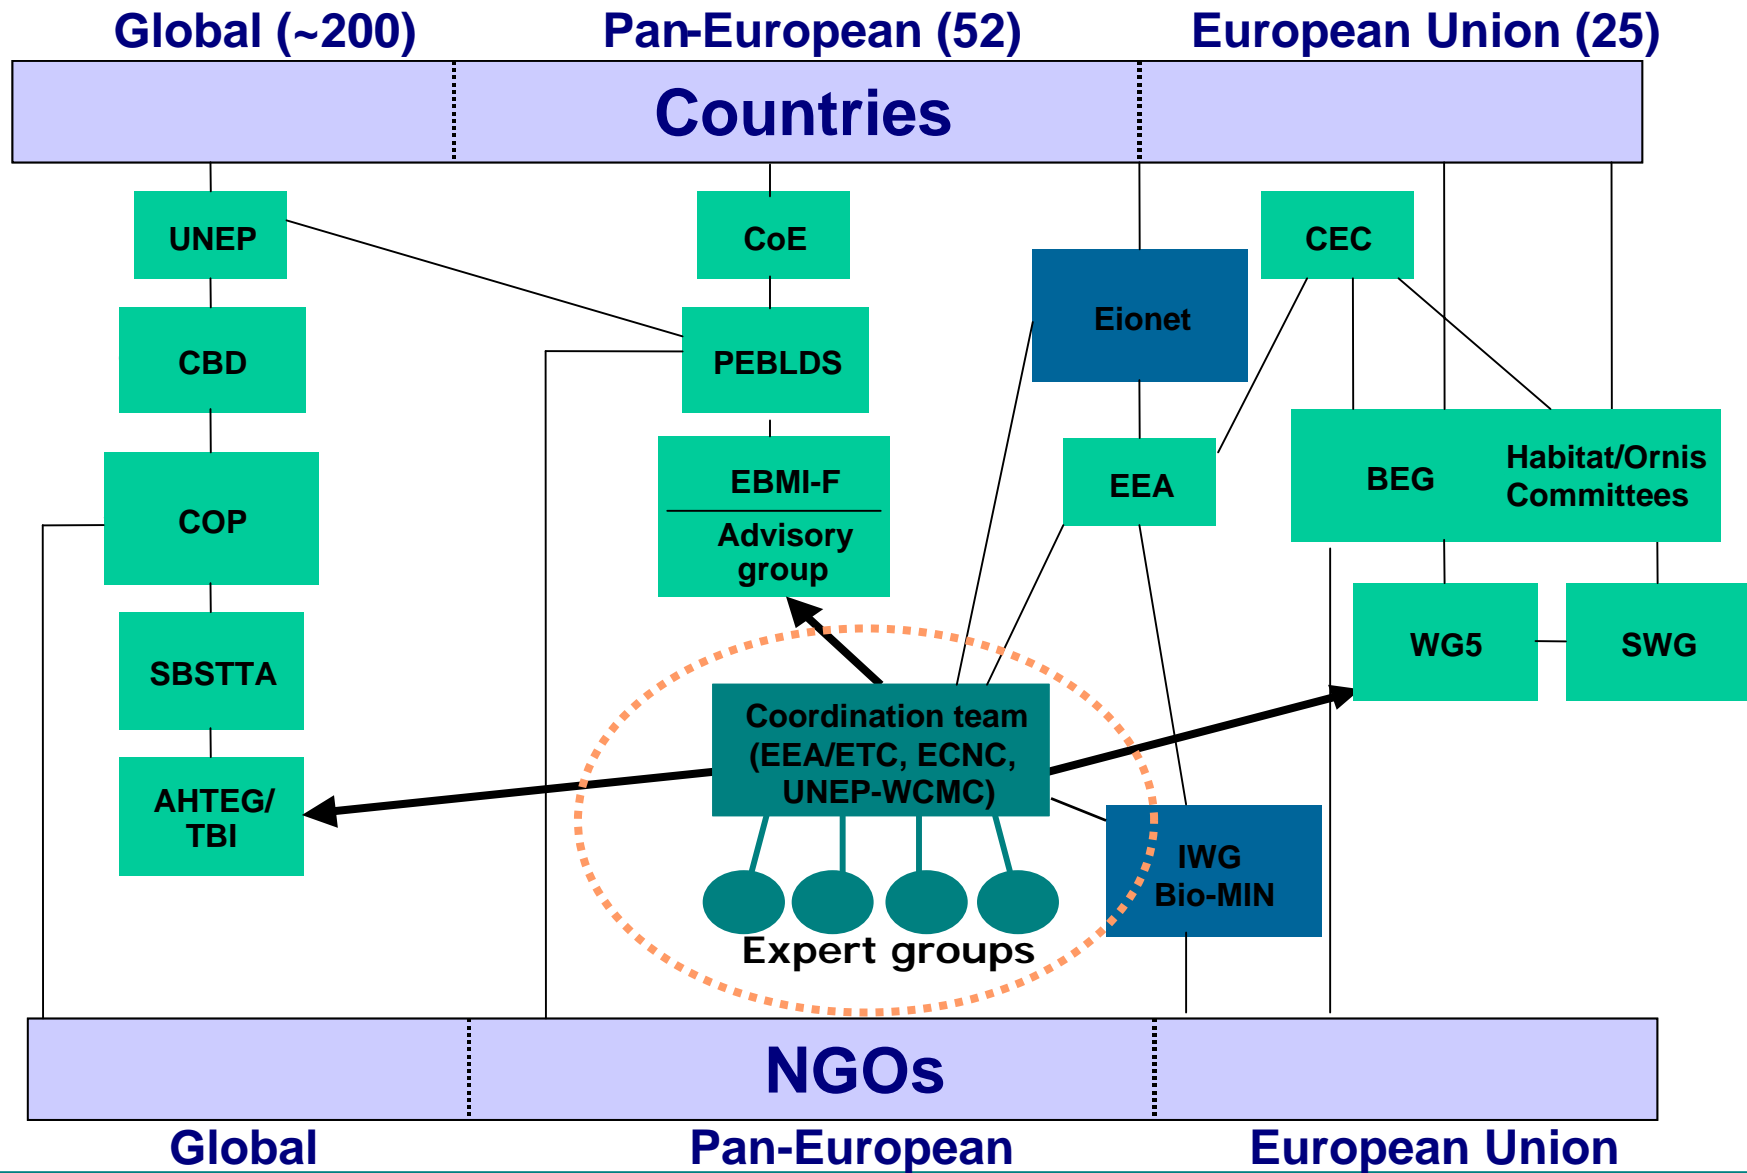 Global (~200)
Pan-European (52)
European Union (25)
Countries
UNEP
CoE
CEC
Eionet
CBD
PEBLDS
EBMI-F
Advisory
group
EEA
BEG
Habitat/Ornis
Committees
COP
SBSTTA
WG5
SWG
Coordination team
(EEA/ETC, ECNC,
UNEP-WCMC)
AHTEG/
TBI
IWG
Bio-MIN
Expert groups
NGOs
Global
Pan-European
European Union